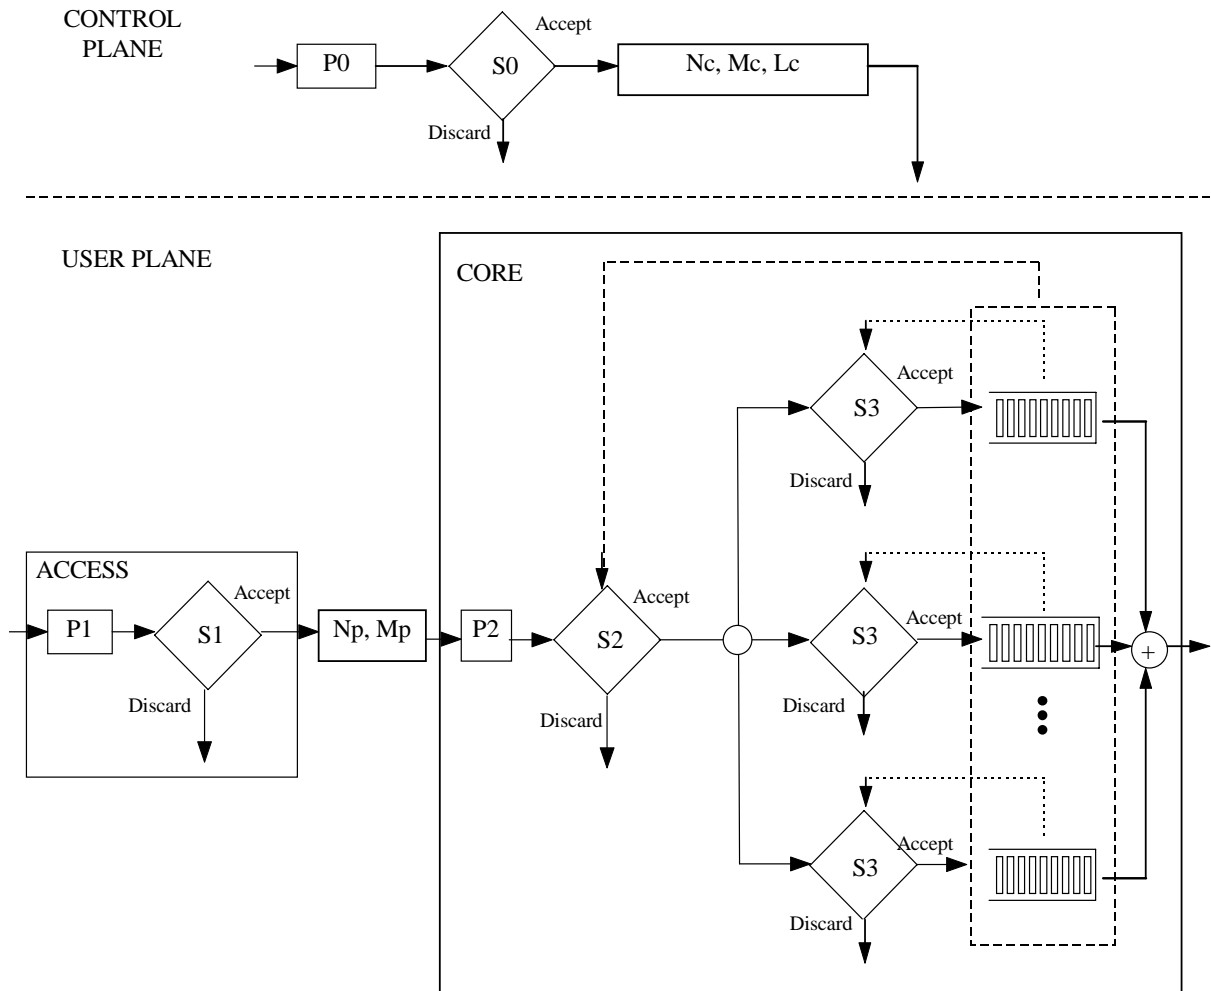 CONTROL
PLANE
Accept
P0
S0
Nc, Mc, Lc
Discard
USER PLANE
CORE
Accept
S3
Discard
ACCESS
Accept
P1
S1
Discard
Np, Mp
P2
Accept
S2
Discard
Accept
S3
Discard
+
Accept
S3
Discard